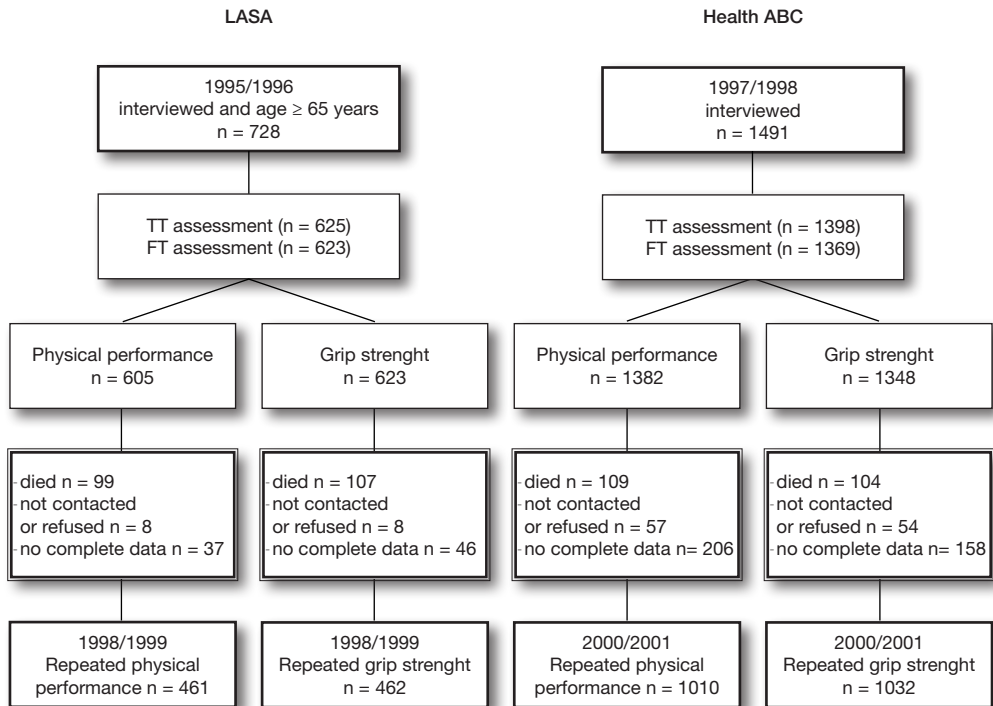 LASA
1995/1996
interviewed and age ≥ 65 years
n = 728
TT assessment (n = 625)
FT assessment (n = 623)
Physical performance
n = 605
Grip strenght
n = 623
-died n = 99
-not contacted
or refused n = 8
-no complete data n = 37
-died n = 107
-not contacted
or refused n = 8
-no complete data n = 46
1998/1999
Repeated physical
performance n = 461
1998/1999
Repeated grip strenght
n = 462
Health ABC
1997/1998
interviewed
n = 1491
TT assessment (n = 1398)
FT assessment (n = 1369)
Physical performance
n = 1382
Grip strenght
n = 1348
-died n = 109
-not contacted
or refused n = 57
-no complete data n= 206
-died n = 104
-not contacted
or refused n = 54
-no complete data n= 158
2000/2001
Repeated physical
performance n = 1010
2000/2001
Repeated grip strenght
n = 1032